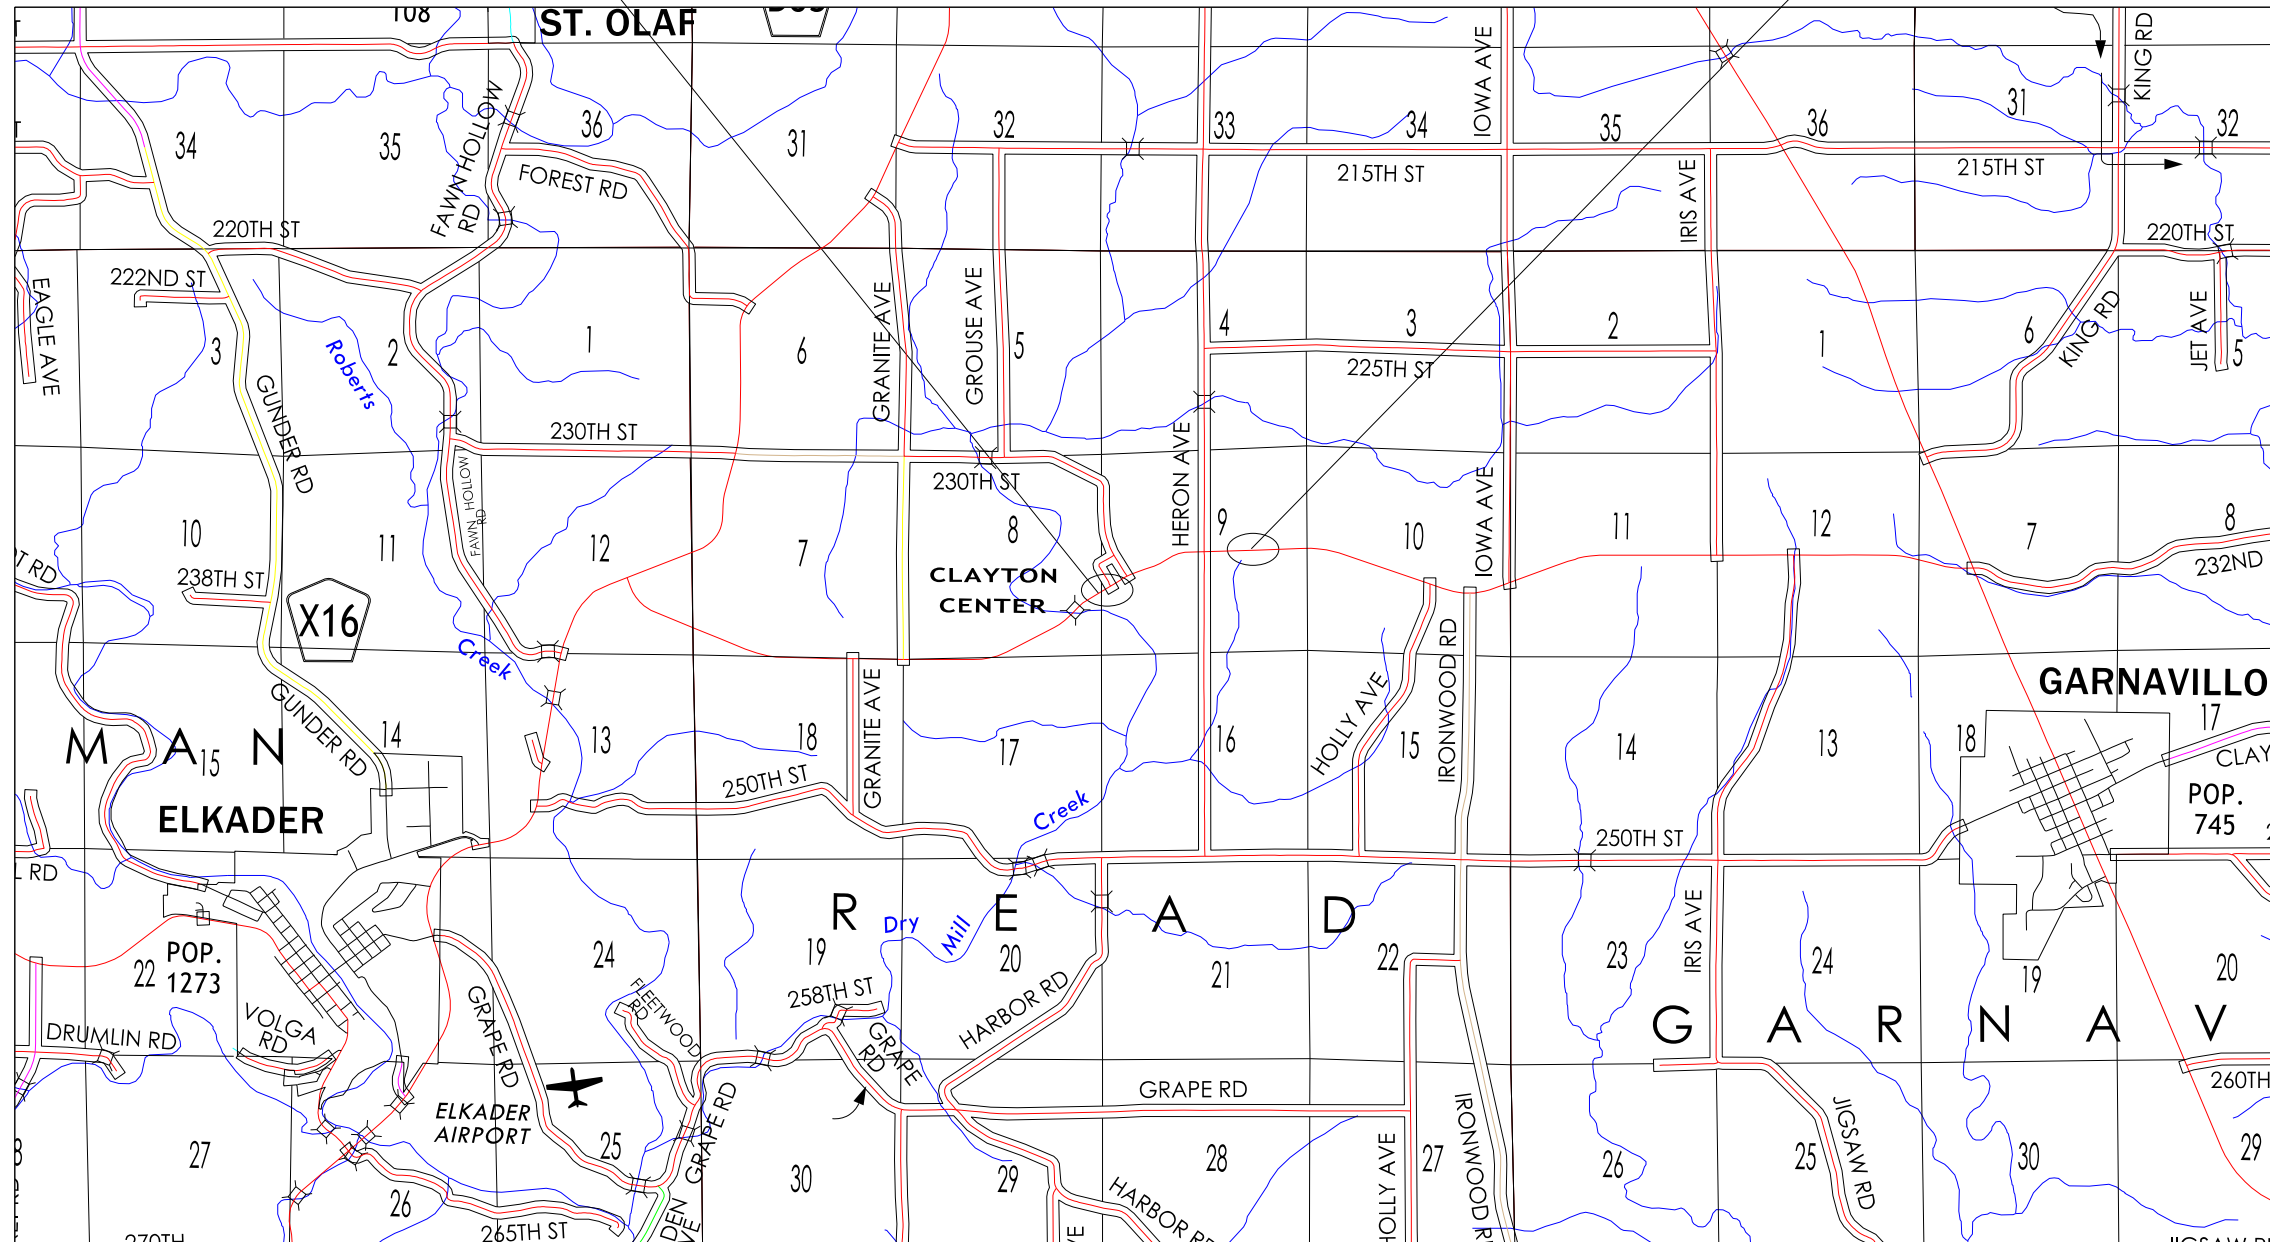 108
ST. OLAF
KING RD
IOWA AVE
FAWN HOLLOW
RD
34
35
36
31
32
33
34
35
36
31
32
FOREST RD
215TH ST
IRIS AVE
215TH ST
220TH ST
220TH ST
222ND ST
EAGLE AVE
GRANITE AVE
GROUSE AVE
KING RD
JET AVE
3
2
1
6
5
4
3
2
1
6
5
Roberts
225TH ST
GUNDER RD
230TH ST
230TH ST
HERON AVE
IOWA AVE
FAWN HOLLOW
RD
10
11
12
7
8
9
10
11
12
7
8
232ND
238TH ST
X16
CLAYTON
CENTER
Creek
GUNDER RD
GRANITE AVE
HOLLY AVE
IRONWOOD RD
GARNAVILLO
M A N
15
14
13
18
17
16
15
14
13
18
17
CLAY
POP.
745
ELKADER
250TH ST
Creek
250TH ST
R E A D
Dry
Mill
IRIS AVE
POP.
1273
22
24
19
20
21
22
23
24
19
20
VOLGA
RD
DRUMLIN RD
GRAPE RD
FLEETWOOD
RD
258TH ST
GRAPE
RD
HARBOR RD
G A R N A V
260TH
ELKADER
AIRPORT
GRAPE RD
GRAPE RD
IRONWOOD RD
JIGSAW RD
27
26
25
30
29
28
27
26
25
30
29
HOLLY AVE
HARBOR RD
265TH ST
270TH